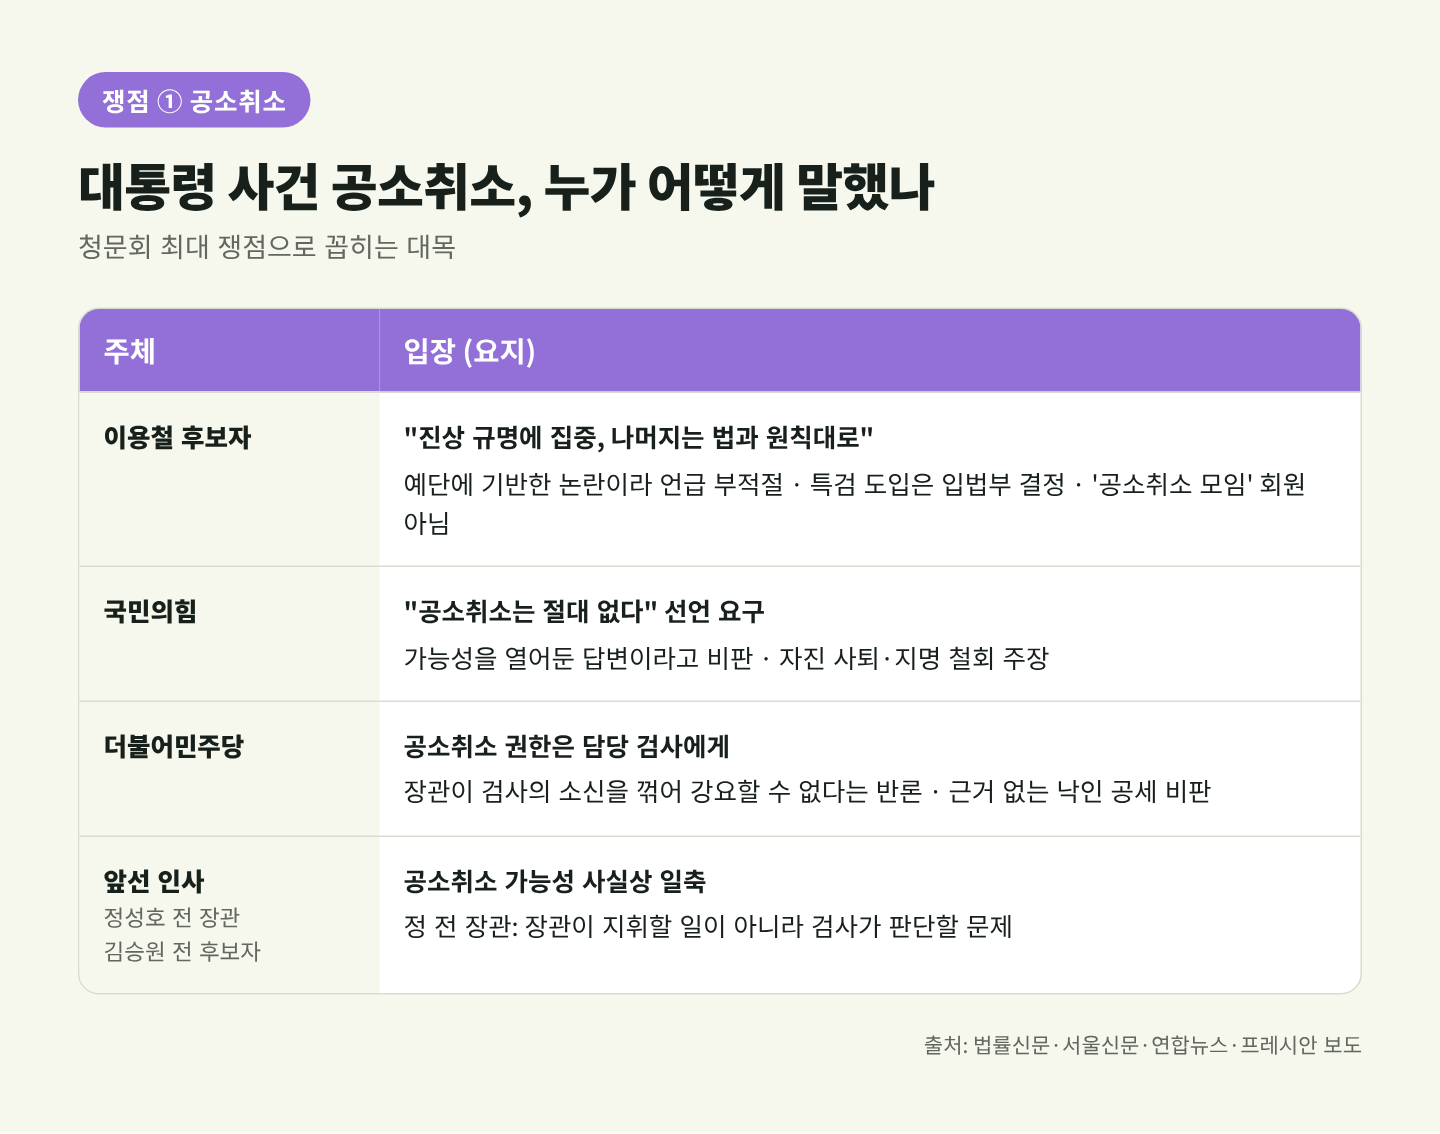 쟁점 ① 공소취소
대통령 사건 공소취소, 누가 어떻게 말했나
청문회 최대 쟁점으로 꼽히는 대목
주체
입장 (요지)
이용철 후보자
"진상 규명에 집중, 나머지는 법과 원칙대로"
예단에 기반한 논란이라 언급 부적절 · 특검 도입은 입법부 결정 · '공소취소 모임' 회원
아님
국민의힘
"공소취소는 절대 없다" 선언 요구
가능성을 열어둔 답변이라고 비판 · 자진 사퇴·지명 철회 주장
더불어민주당
공소취소 권한은 담당 검사에게
장관이 검사의 소신을 꺾어 강요할 수 없다는 반론 · 근거 없는 낙인 공세 비판
앞선 인사
정성호 전 장관
김승원 전 후보자
공소취소 가능성 사실상 일축
정 전 장관: 장관이 지휘할 일이 아니라 검사가 판단할 문제
출처: 법률신문·서울신문·연합뉴스·프레시안 보도